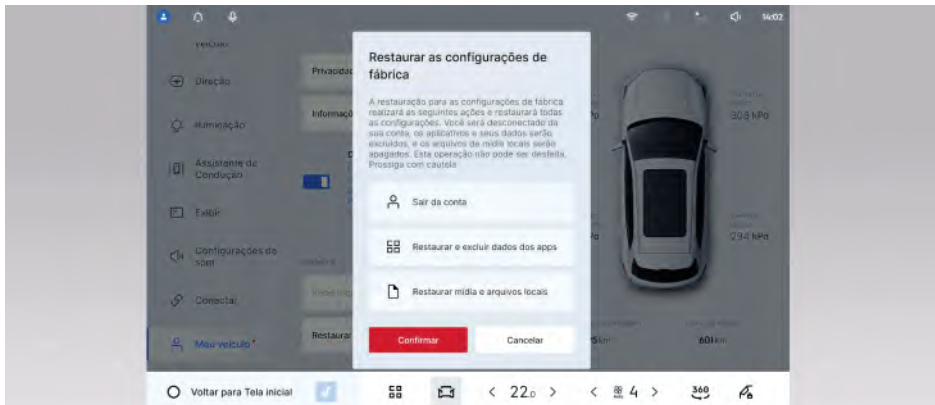 14:02
veículo
Direção
Iluminação
Assistente de
Condução
Exibir
Configurações de
som
Conectar
Meu veículo
Privacidad
Informaçõ
Restaurar
Restaurar as configurações de
fábrica
A restauração para as configurações de fábrica
realizará as seguintes ações e restaurará todas
as configurações. Você será desconectado da
sua conta, os aplicativos e seus dados serão
excluídos, e os arquivos de mídia locais serão
apagados. Esta operação não pode ser desfeita.
Prossiga com cautela
Sair da conta
Restaurar e excluir dados dos apps
Restaurar mídia e arquivos locais
Confirmar
Cancelar
308 kPa
294 kPa
5km
601km
Voltar para Tela inicial
22.0
4
360